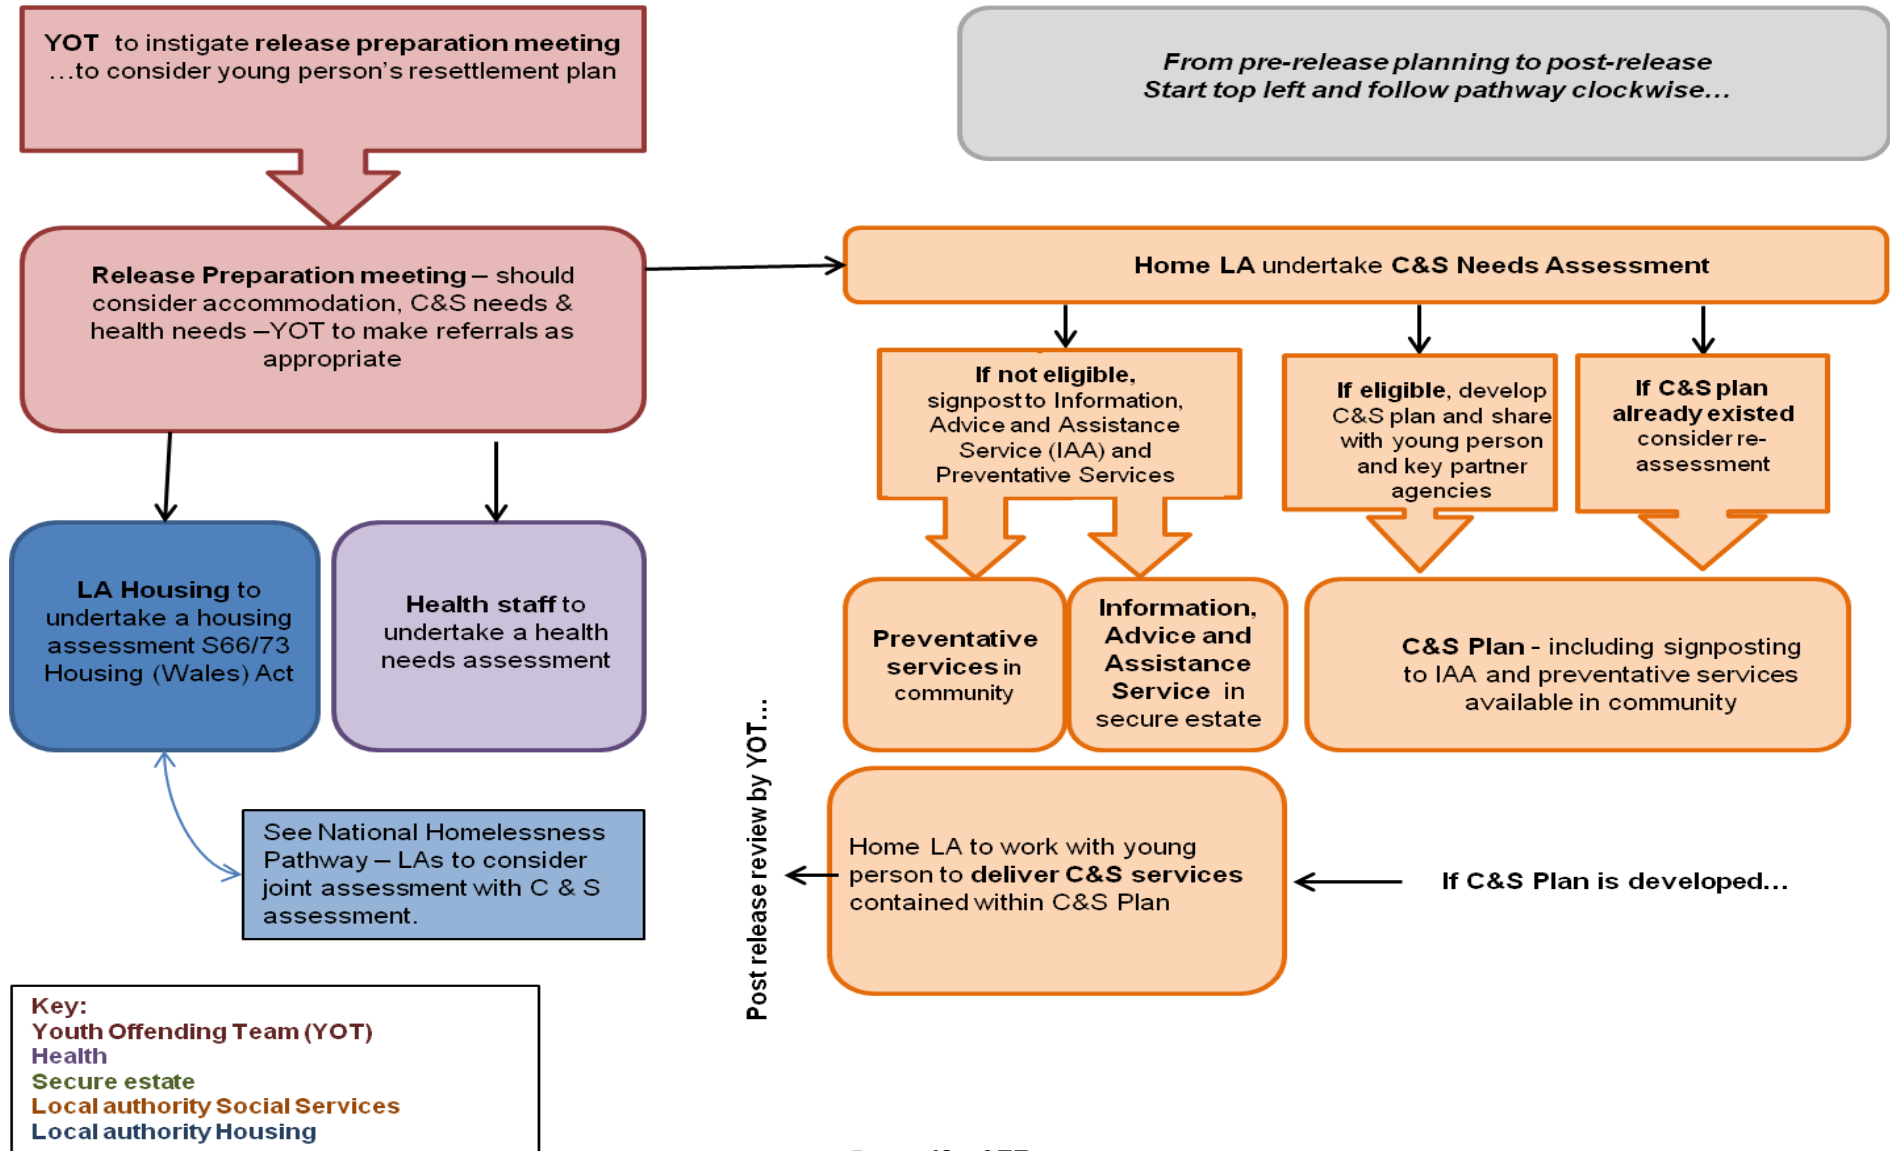 YOT to instigate release preparation meeting
…to consider young person's resettlement plan
From pre-release planning to post-release
Start top left and follow pathway clockwise…
Release Preparation meeting – should
consider accommodation, C&S needs &
health needs –YOT to make referrals as
appropriate
Home LA undertake C&S Needs Assessment
If not eligible,
signpost to Information,
Advice and Assistance
Service (IAA) and
Preventative Services
If eligible, develop
C&S plan and share
with young person
and key partner
agencies
If C&S plan
already existed
consider re-
assessment
LA Housing to
undertake a housing
assessment S66/73
Housing (Wales) Act
Health staff to
undertake a health
needs assessment
Preventative
services in
community
Information,
Advice and
Assistance
Service in
secure estate
C&S Plan - including signposting
to IAA and preventative services
available in community
See National Homelessness
Pathway – LAs to consider
joint assessment with C & S
assessment.
Post release review by YOT…
Home LA to work with young
person to deliver C&S services
contained within C&S Plan
If C&S Plan is developed…
Key:
Youth Offending Team (YOT)
Health
Secure estate
Local authority Social Services
Local authority Housing